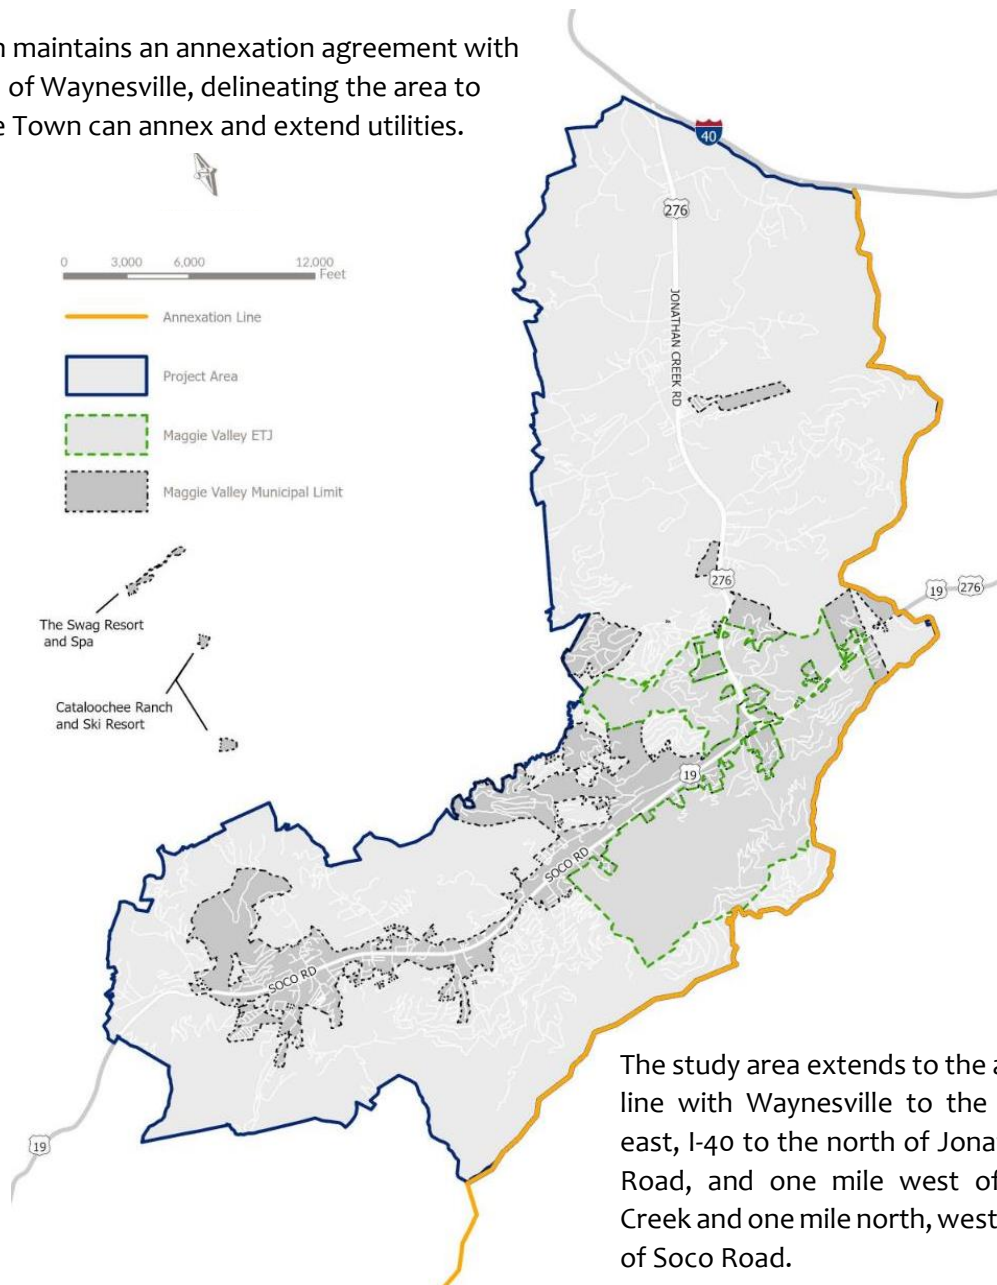 maintains an annexation agreement with
of Waynesville, delineating the area to
Town can annex and extend utilities.
40
276
0 3,000 6,000 12,000
Feet
Annexation Line
JONATHAN CREEK RD
Project Area
Maggie Valley ETJ
Maggie Valley Municipal Limit
276
19 276
The Swag Resort
and Spa
Cataloochee Ranch
and Ski Resort
19
SOCO RD
SOCO RD
19
The study area extends to the a
line with Waynesville to the
east, I-40 to the north of Jona
Road, and one mile west of
Creek and one mile north, west
of Soco Road.